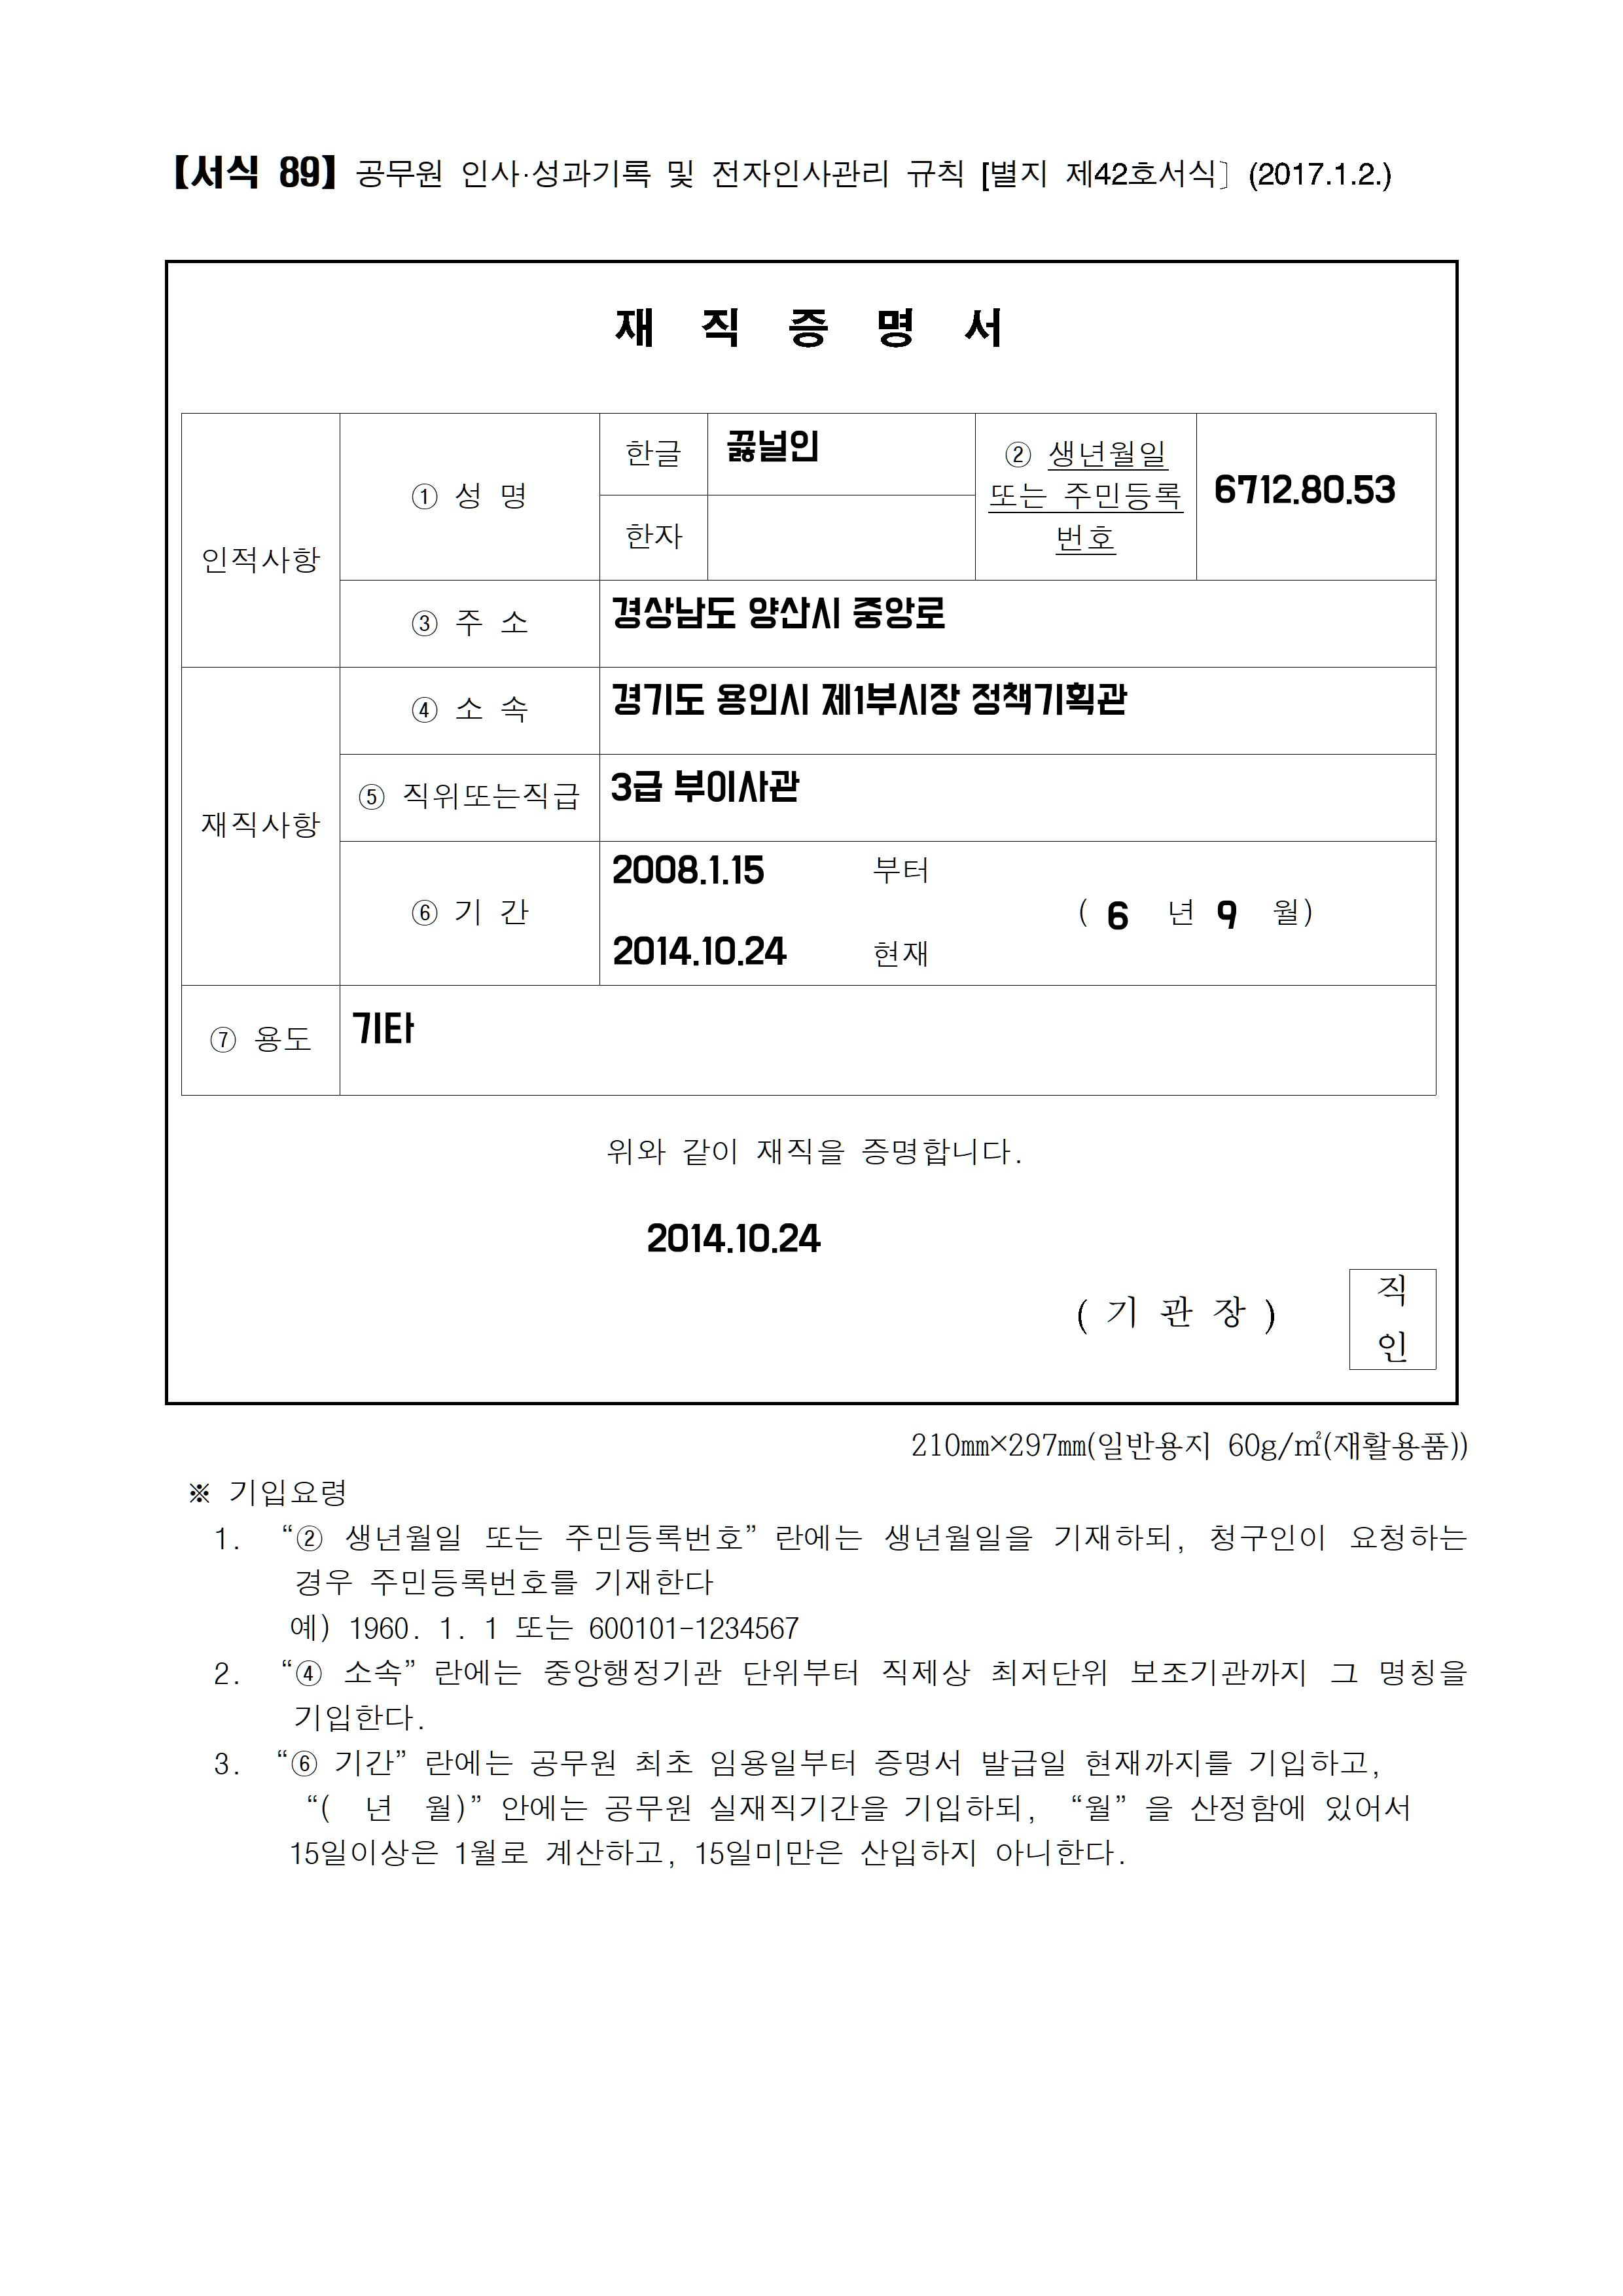 【서식 89】 공무원 인사·성과기록 및 전자인사관리 규칙 [별지 제42호서식〕 (2017.1.2.)
재 직 증 명 서
인적사항
① 성 명
한글
꿇널인
한자
② 생년월일
또는 주민등록
번호
6712.80.53
③ 주 소
경상남도 양산시 중앙로
재직사항
④ 소 속
경기도 용인시 제1부시장 정책기획관
⑤ 직위또는직급
3급 부이사관
⑥ 기 간
2008.1.15 부터
2014.10.24 현재
( 6 년 9 월)
⑦ 용도
기타
위와 같이 재직을 증명합니다.
2014.10.24
( 기 관 장 )
직
인
210㎜×297㎜(일반용지 60g/㎡(재활용품))
※ 기입요령
1. “② 생년월일 또는 주민등록번호” 란에는 생년월일을 기재하되, 청구인이 요청하는
경우 주민등록번호를 기재한다
예) 1960. 1. 1 또는 600101-1234567
2. “④ 소속” 란에는 중앙행정기관 단위부터 직제상 최저단위 보조기관까지 그 명칭을
기입한다.
3. “⑥ 기간” 란에는 공무원 최초 임용일부터 증명서 발급일 현재까지를 기입하고,
“( 년 월)” 안에는 공무원 실재직기간을 기입하되, “월” 을 산정함에 있어서
15일이상은 1월로 계산하고, 15일미만은 산입하지 아니한다.